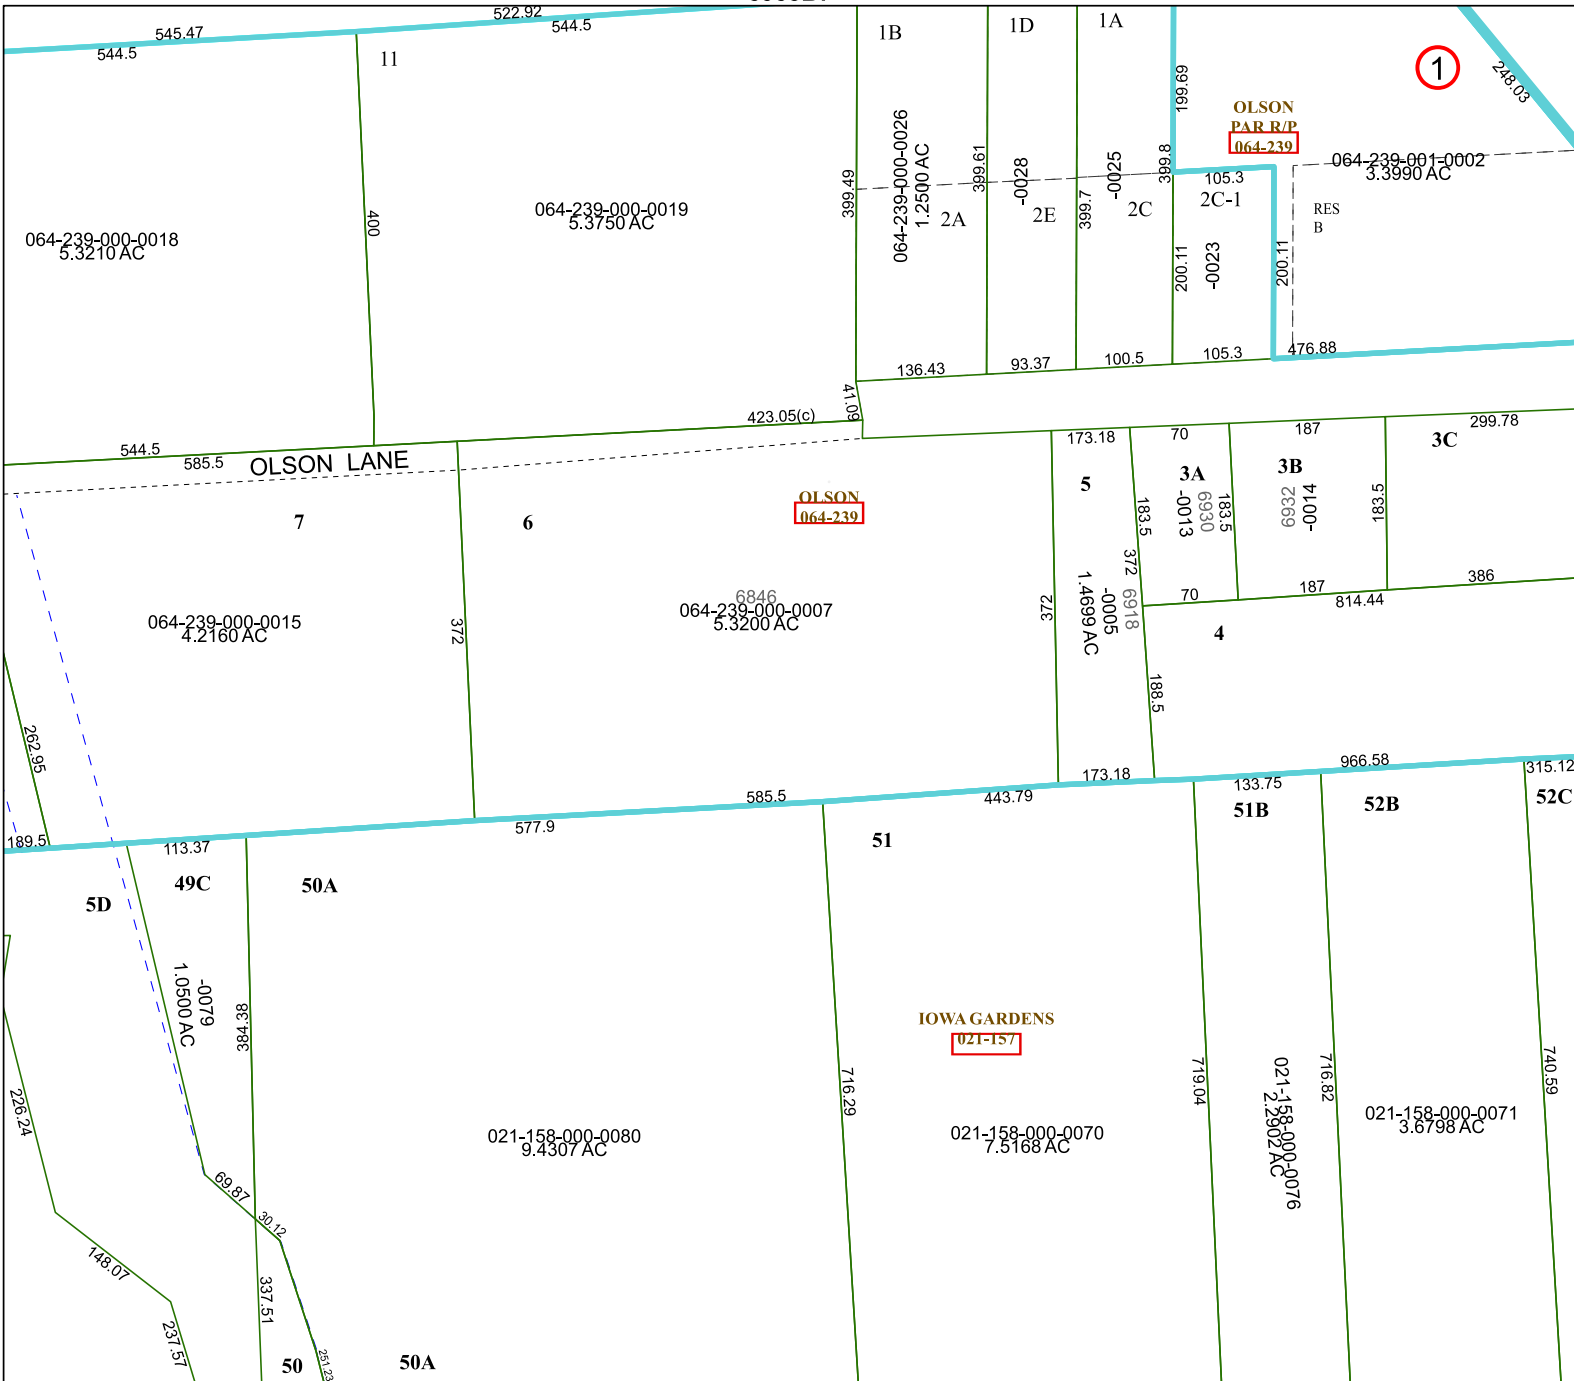 522.92
545.47
544.5
544.5
11
1B
1D
1A
1
248.03
199.69
OLSON
PAR R/P
064-239
064-239-001-0002
3.3990 AC
064-239-000-0026
1.2500 AC
399.49
399.61
-0028
399.7
-0025
399.8
105.3
2A
2E
2C
2C-1
RES
B
200.11
-0023
200.11
400
064-239-000-0018
5.3210 AC
064-239-000-0019
5.3750 AC
136.43
93.37
100.5
105.3
476.88
41.09
423.05(c)
544.5
585.5
OLSON LANE
173.18
70
187
299.78
3C
5
3A
3B
7
6
OLSON
064-239
183.5
-0013
6930
183.5
6932
-0014
183.5
372
372
372
1.4699 AC
-0005
6918
70
187
386
814.44
4
064-239-000-0015
4.2160 AC
6846
064-239-000-0007
5.3200 AC
188.5
262.95
189.5
113.37
577.9
585.5
443.79
173.18
133.75
966.58
315.12
5D
49C
50A
51
51B
52B
52C
1.0500 AC
-0079
384.38
IOWA GARDENS
021-157
226.24
716.29
719.04
021-158-000-0076
2.2902 AC
716.82
740.59
021-158-000-0080
9.4307 AC
021-158-000-0070
7.5168 AC
021-158-000-0071
3.6798 AC
69.87
30.12
148.07
337.51
237.57
50
251.23
50A